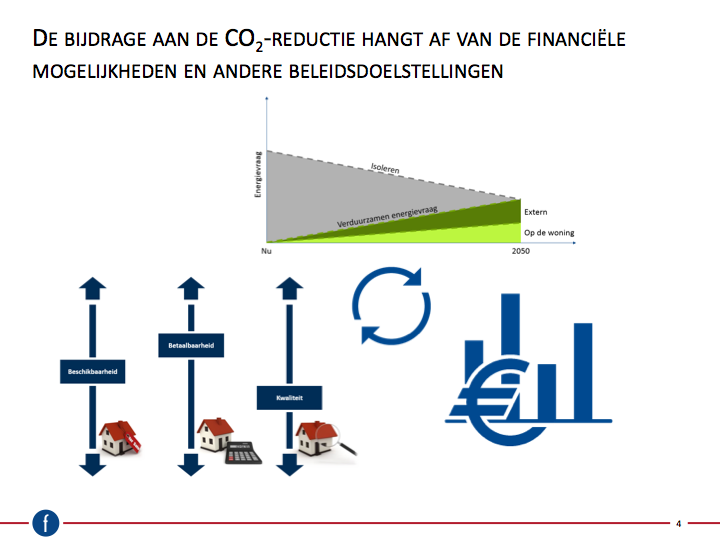 DE BIJDRAGE AAN DE CO₂-REDUCTIE HANGT AF VAN DE FINANCIËLE
MOGELIJKHEDEN EN ANDERE BELEIDSDOELSTELLINGEN
Energievraag
Isoleren
Verduurzamen energievraag
Extern
Op de woning
Nu
2050
Beschikbaarheid
Betaalbaarheid
Kwaliteit
€
f
4